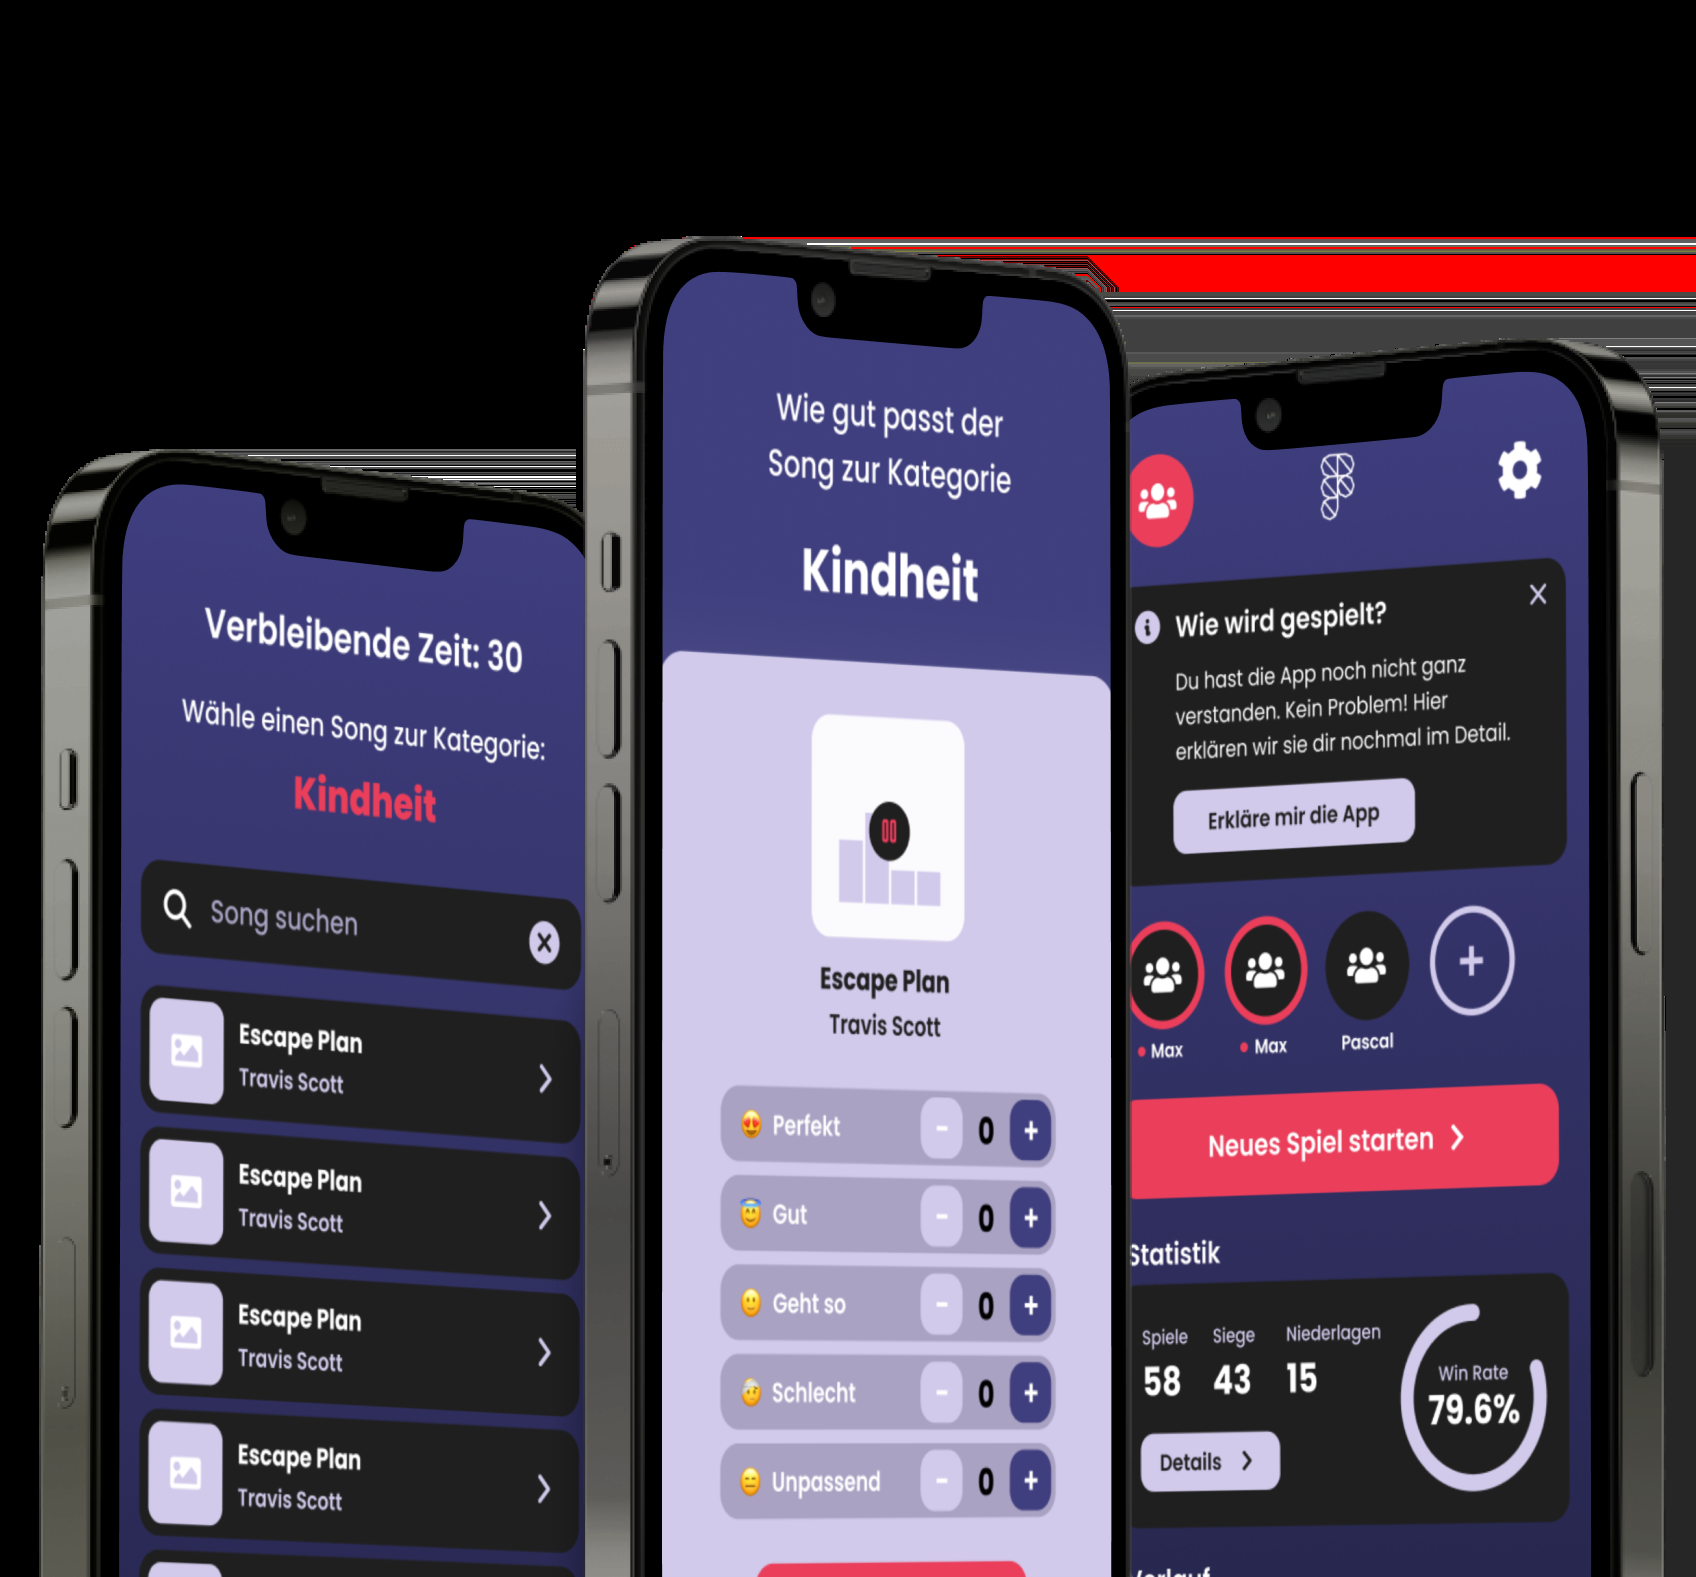 Verbleibende Zeit: 30
Wähle einen Song zur Kategorie:
Kindheit
Song suchen
Escape Plan
Travis Scott
Escape Plan
Travis Scott
Escape Plan
Travis Scott
Escape Plan
Travis Scott
Wie gut passt der
Song zur Kategorie
Kindheit
Escape Plan
Travis Scott
Perfekt - 0 +
Gut - 0 +
Geht so - 0 +
Schlecht - 0 +
Unpassend - 0 +
Wie wird gespielt?
Du hast die App noch nicht ganz
verstanden. Kein Problem! Hier
erklären wir sie dir nochmal im Detail.
Erkläre mir die App
Max Max Pascal
Neues Spiel starten
Statistik
Spiele Siege Niederlagen
58 43 15
Win Rate
79.6%
Details